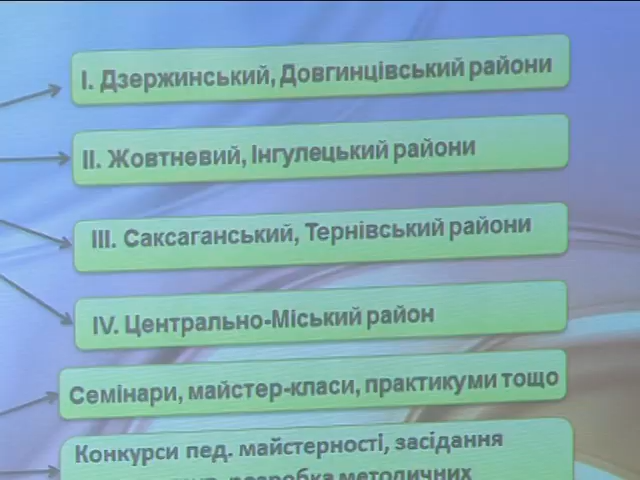 І. Дзержинський, Довгинцівський райони
ІІ. Жовтневий, Інгулецький райони
ІІІ. Саксаганський, Тернівський райони
IV. Центрально-Міський район
Семінари, майстер-класи, практикуми тощо
Конкурси пед. майстерності, засідання
розробка методичних